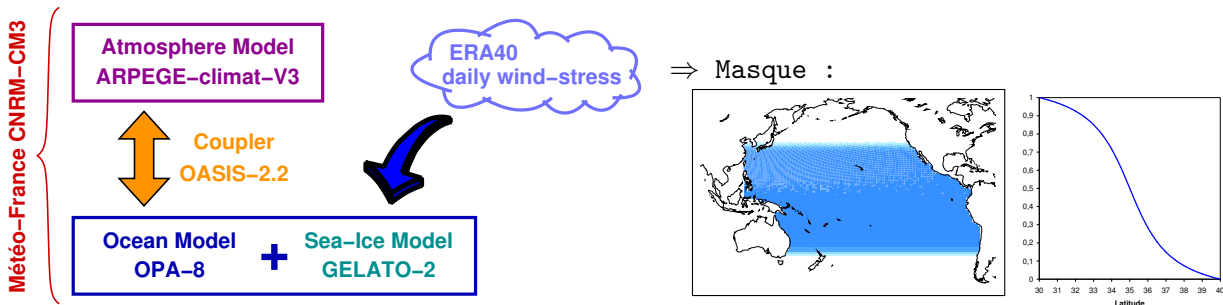 Météo−France CNRM−CM3
Atmosphere Model
ARPEGE−climat−V3
Coupler
OASIS−2.2
Ocean Model
OPA−8
+
Sea−Ice Model
GELATO−2
ERA40
daily wind−stress
⇒ Masque :
1
0,9
0,8
0,7
0,6
0,5
0,4
0,3
0,2
0,1
0
30 31 32 33 34 35 36 37 38 39 40
Latitude